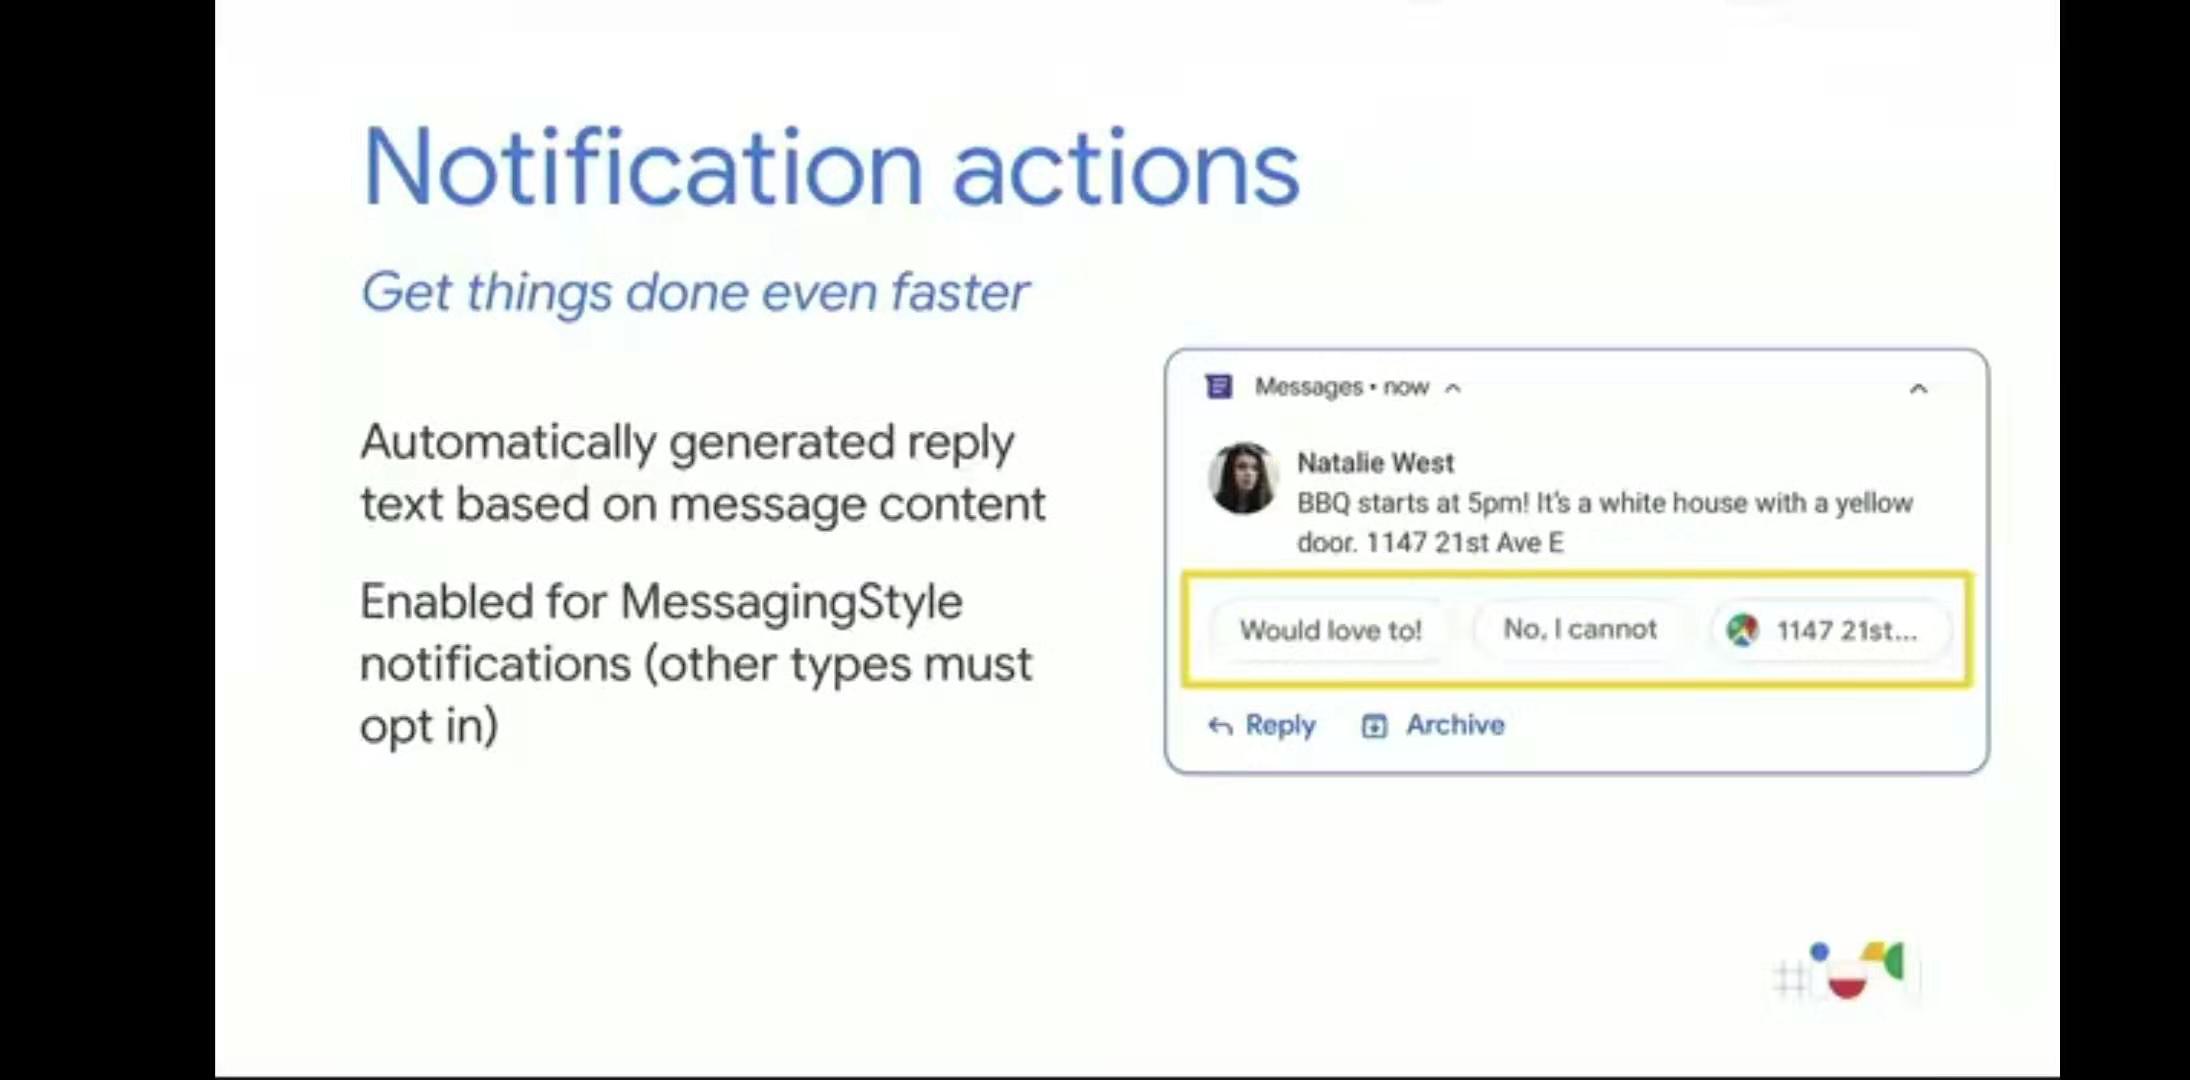 Notification actions
Get things done even faster
Automatically generated reply
text based on message content
Enabled for MessagingStyle
notifications (other types must
opt in)
Messages • now
Natalie West
BBQ starts at 5pm! It's a white house with a yellow
door. 1147 21st Ave E
Would love to! No, I cannot 1147 21st...
Reply Archive